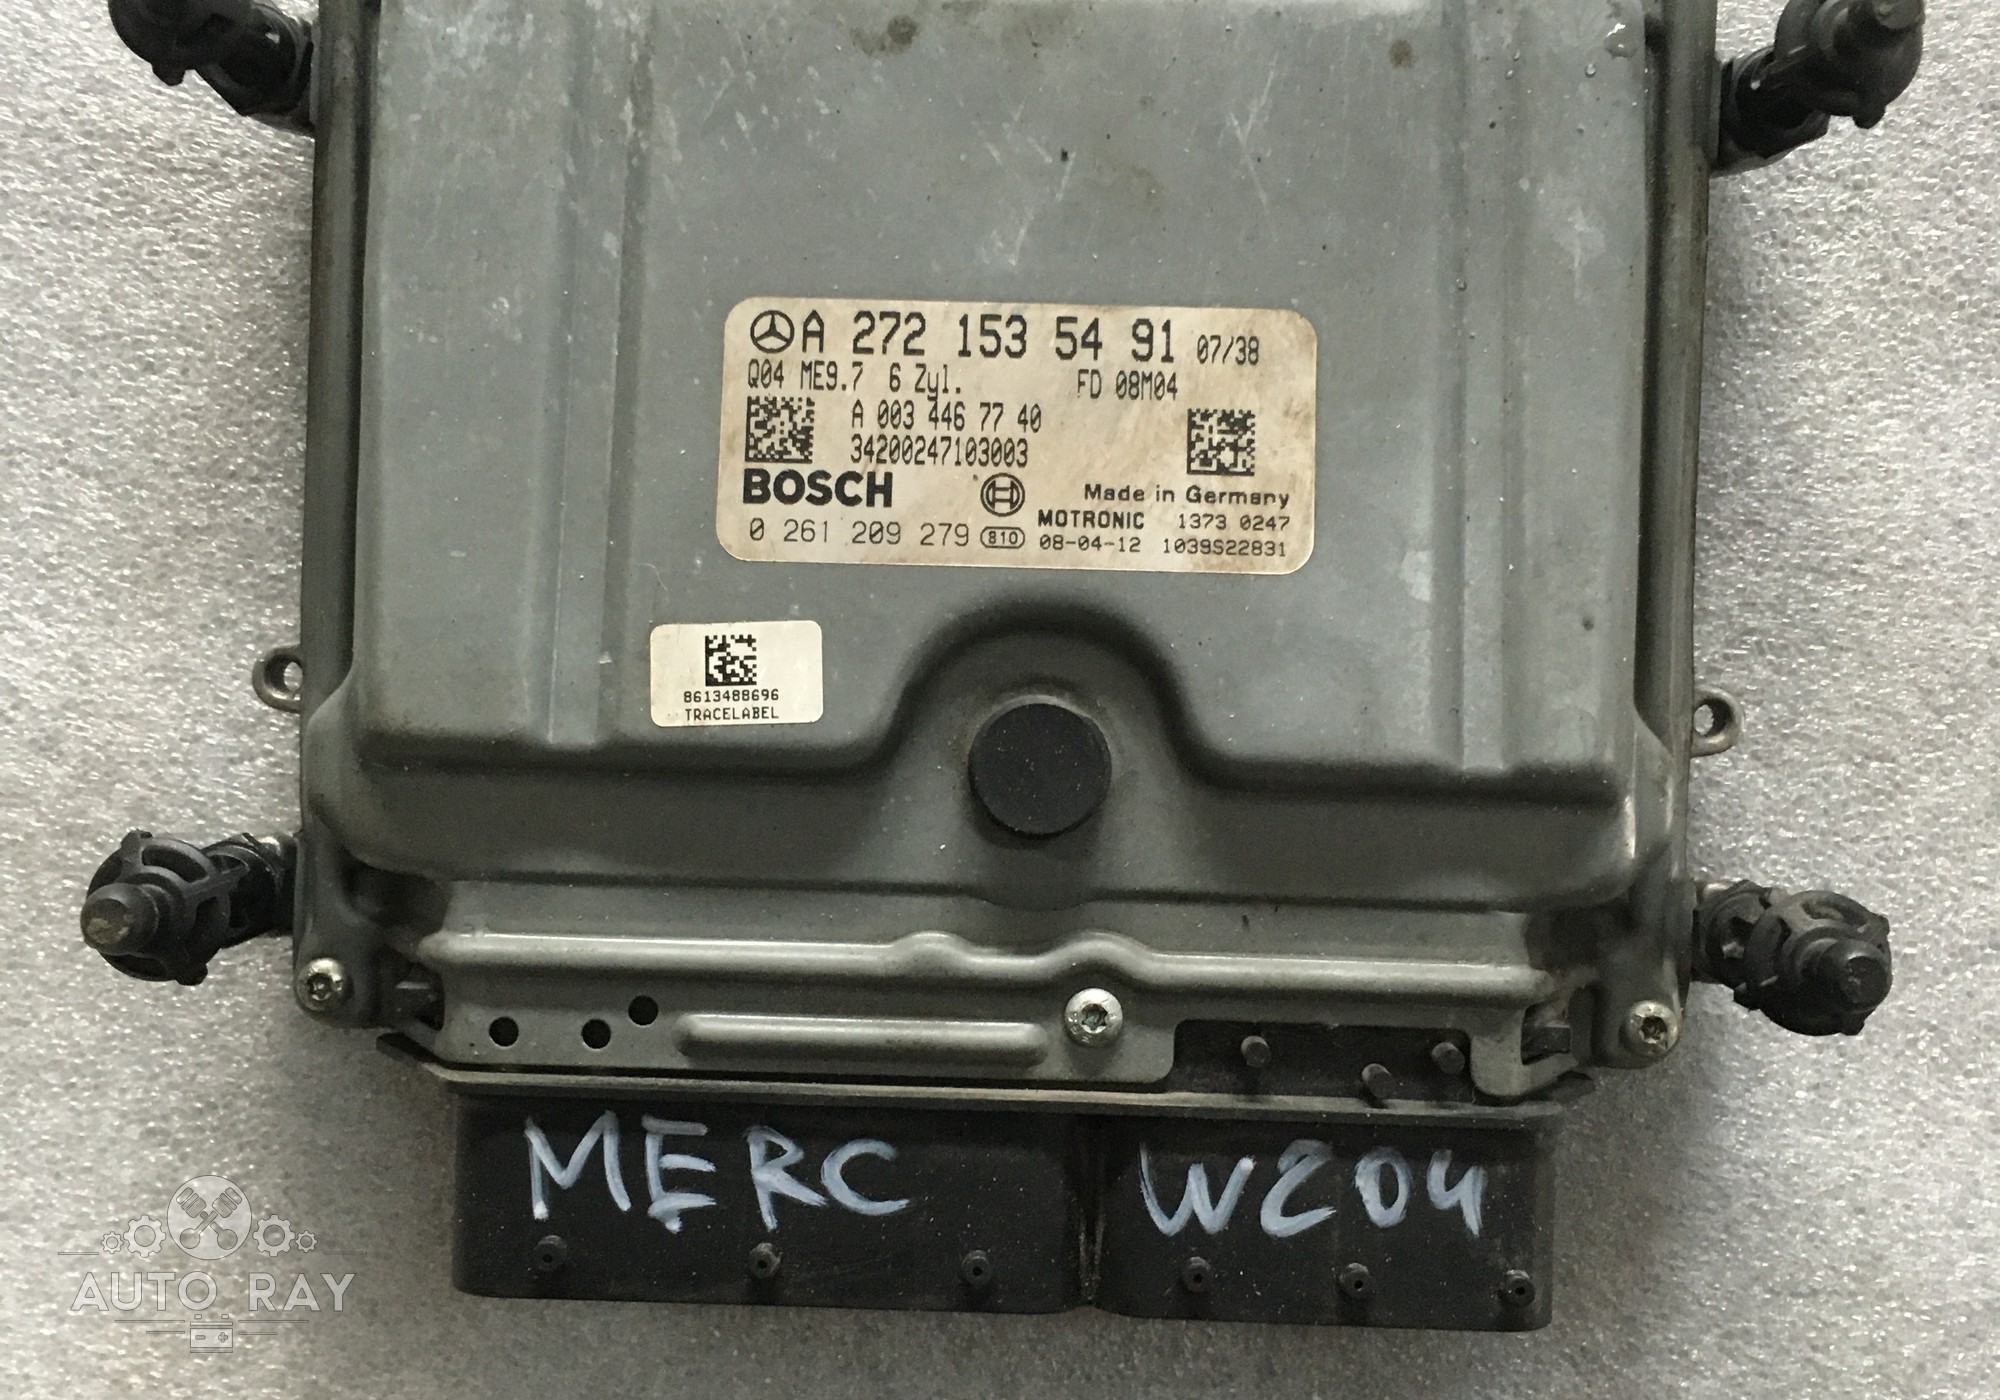 A 272 153 54 91 07/38
Q04 ME9.7 6 Zyl. FD 08M04
A 003 446 77 40
34200247103003
BOSCH Made in Germany
MOTRONIC 1373 0247
0 261 209 279 810 08-04-12 1039S22831
8613488696
TRACELABEL
MERC W204
AUTO RAY